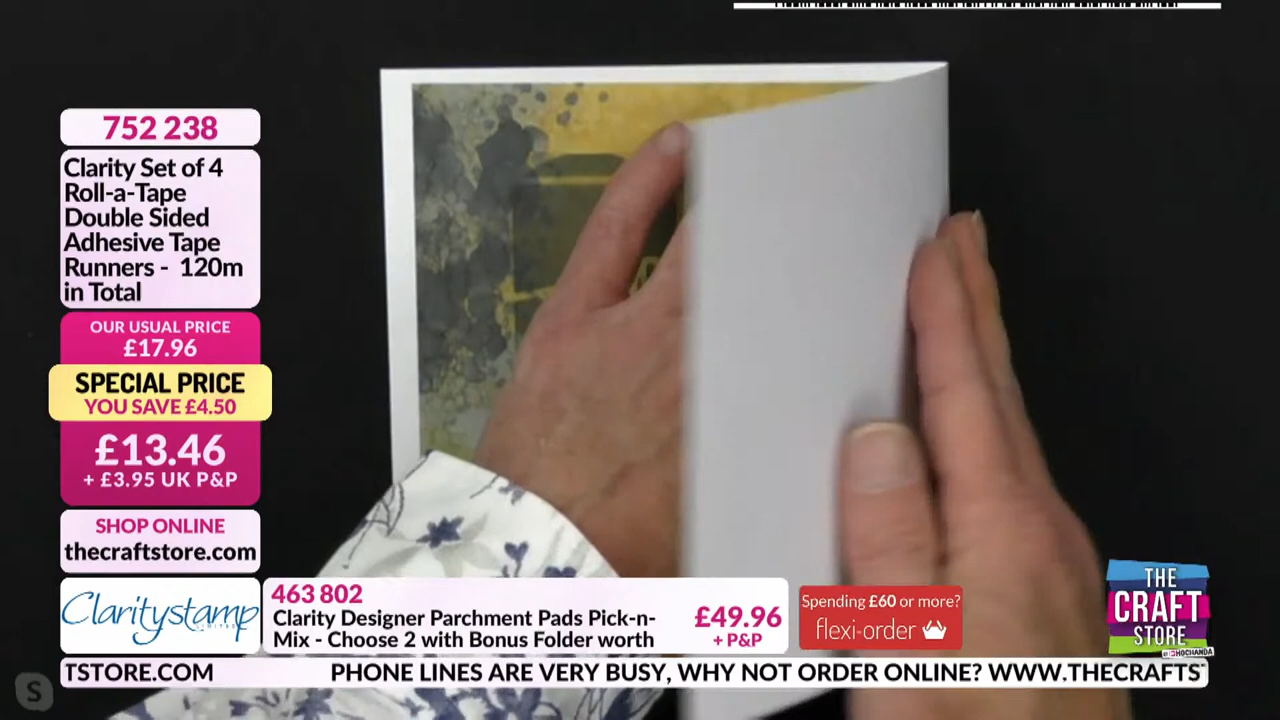 752 238
Clarity Set of 4
Roll-a-Tape
Double Sided
Adhesive Tape
Runners - 120m
in Total
OUR USUAL PRICE
£17.96
SPECIAL PRICE
YOU SAVE £4.50
£13.46
+ £3.95 UK P&P
SHOP ONLINE
thecraftstore.com
Claritystamp
LIMITED
463 802
Clarity Designer Parchment Pads Pick-n-
Mix - Choose 2 with Bonus Folder worth
£49.96
+ P&P
Spending £60 or more?
flexi-order
THE
CRAFT
STORE
HOCHANDA
TSTORE.COM PHONE LINES ARE VERY BUSY, WHY NOT ORDER ONLINE? WWW.THECRAFTS
S